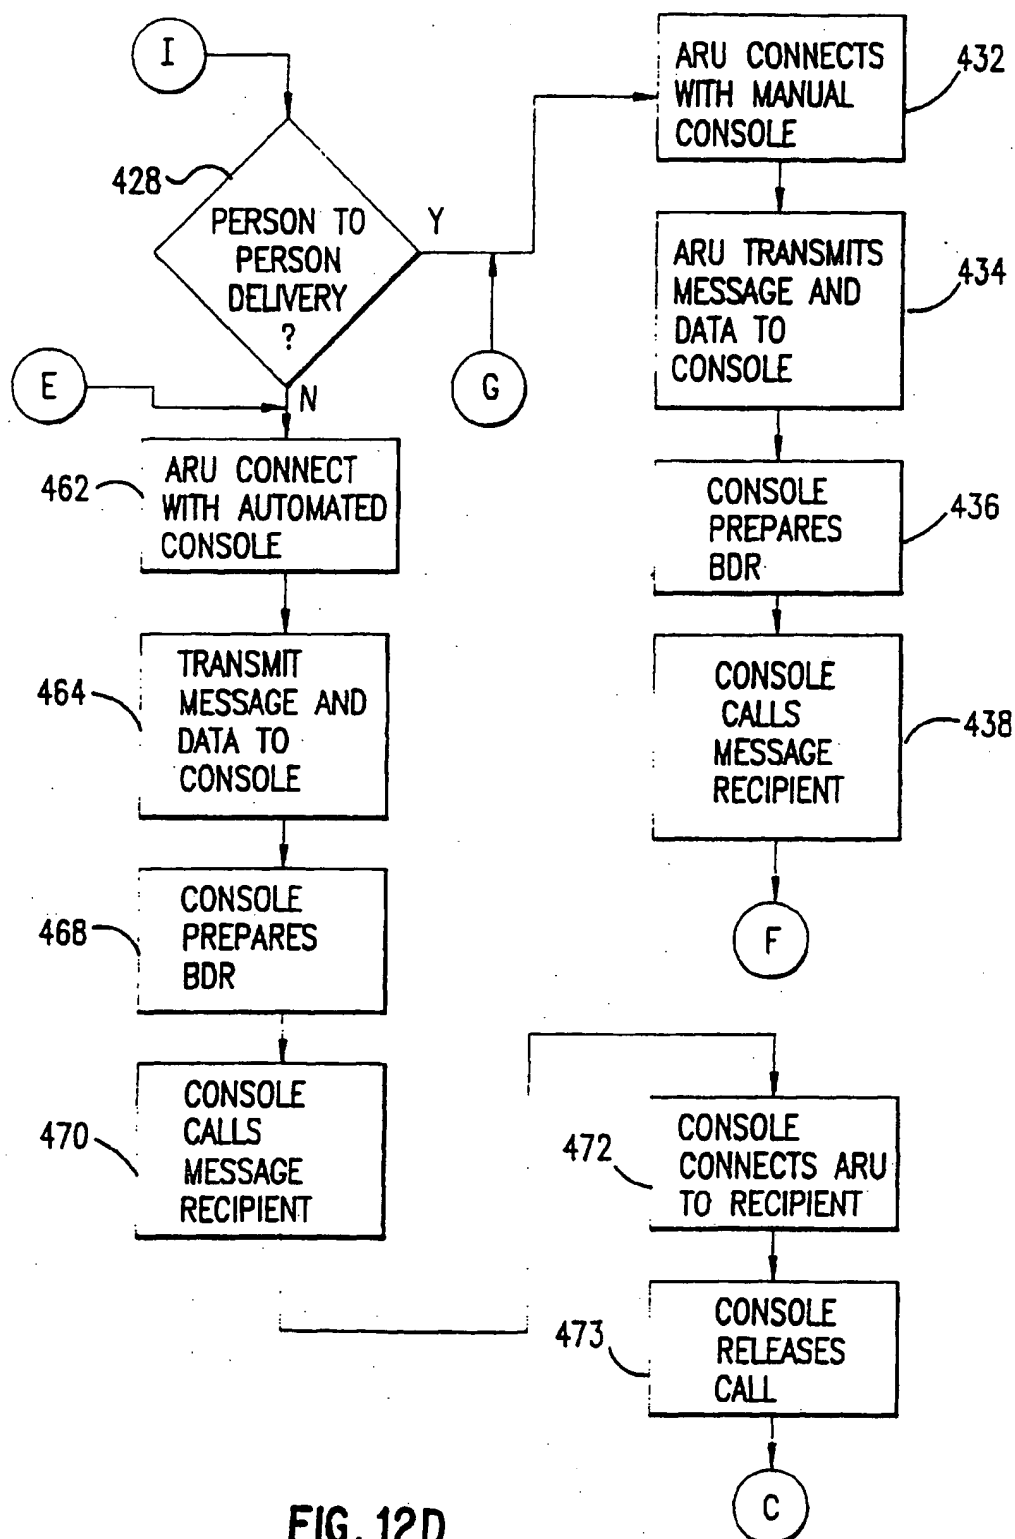 I
428
PERSON TO
PERSON
DELIVERY
?
Y
N
E
G
462
ARU CONNECT
WITH AUTOMATED
CONSOLE
464
TRANSMIT
MESSAGE AND
DATA TO
CONSOLE
468
CONSOLE
PREPARES
BDR
470
CONSOLE
CALLS
MESSAGE
RECIPIENT
ARU CONNECTS
WITH MANUAL
CONSOLE
432
ARU TRANSMITS
MESSAGE AND
DATA TO
CONSOLE
434
CONSOLE
PREPARES
BDR
436
CONSOLE
CALLS
MESSAGE
RECIPIENT
438
F
472
CONSOLE
CONNECTS ARU
TO RECIPIENT
473
CONSOLE
RELEASES
CALL
C
FIG. 12D